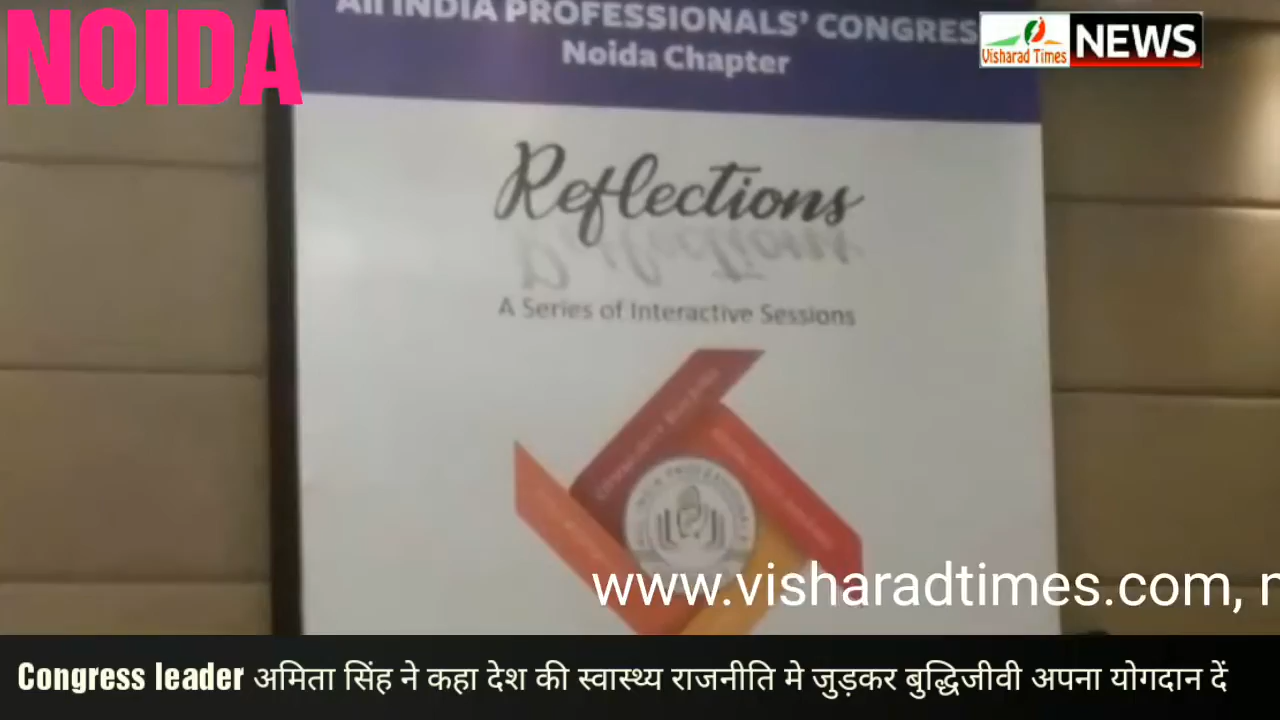 NOIDA
All INDIA PROFESSIONALS' CONGRESS
Noida Chapter
Visharad Times NEWS
Reflections
A Series of Interactive Sessions
www.visharadtimes.com,
Congress leader अमिता सिंह ने कहा देश की स्वास्थ्य राजनीति मे जुड़कर बुद्धिजीवी अपना योगदान दें